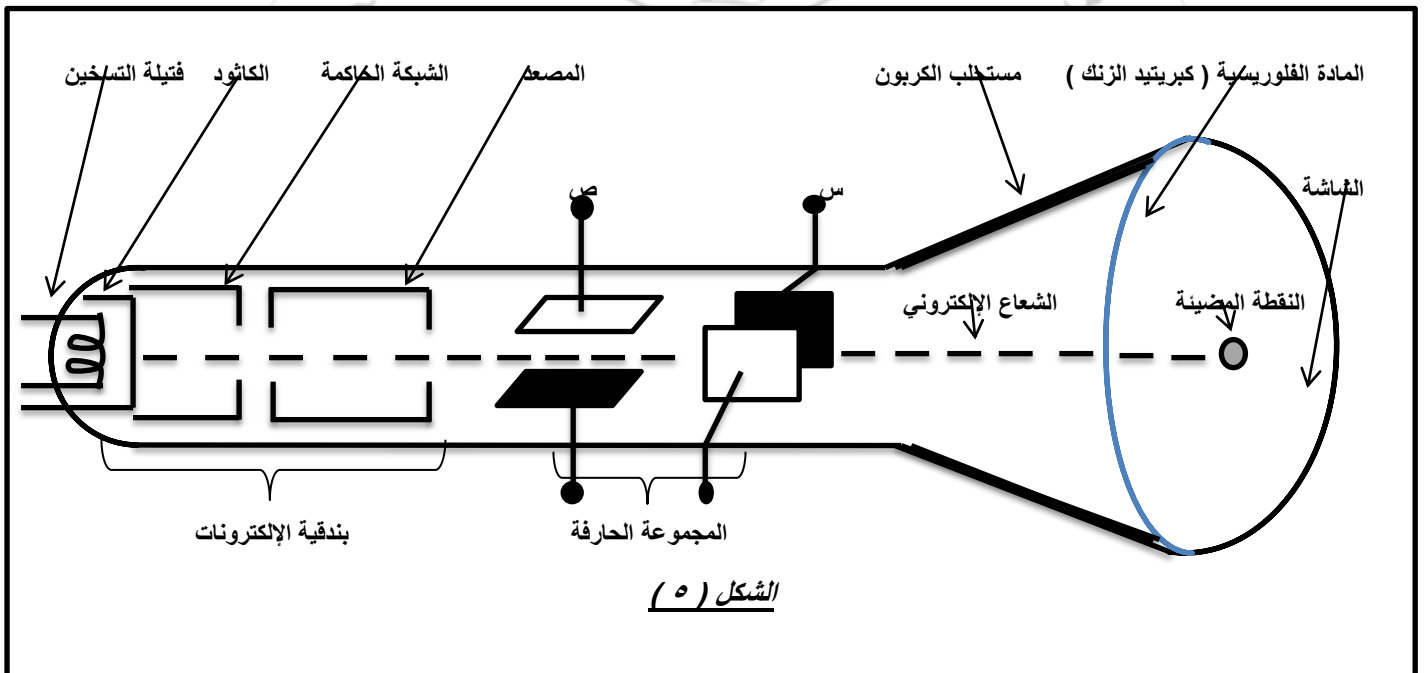 المادة الفلوريسية ( كبريتيد الزنك )
مستحلب الكربون
المصعد
الشبكة الحاكمة
الكاثود
فتيلة التسخين
الشاشة
س
ص
النقطة المضيئة
الشعاع الإلكتروني
المجموعة الحارفة
بندقية الإلكترونات
الشكل ( ٥ )